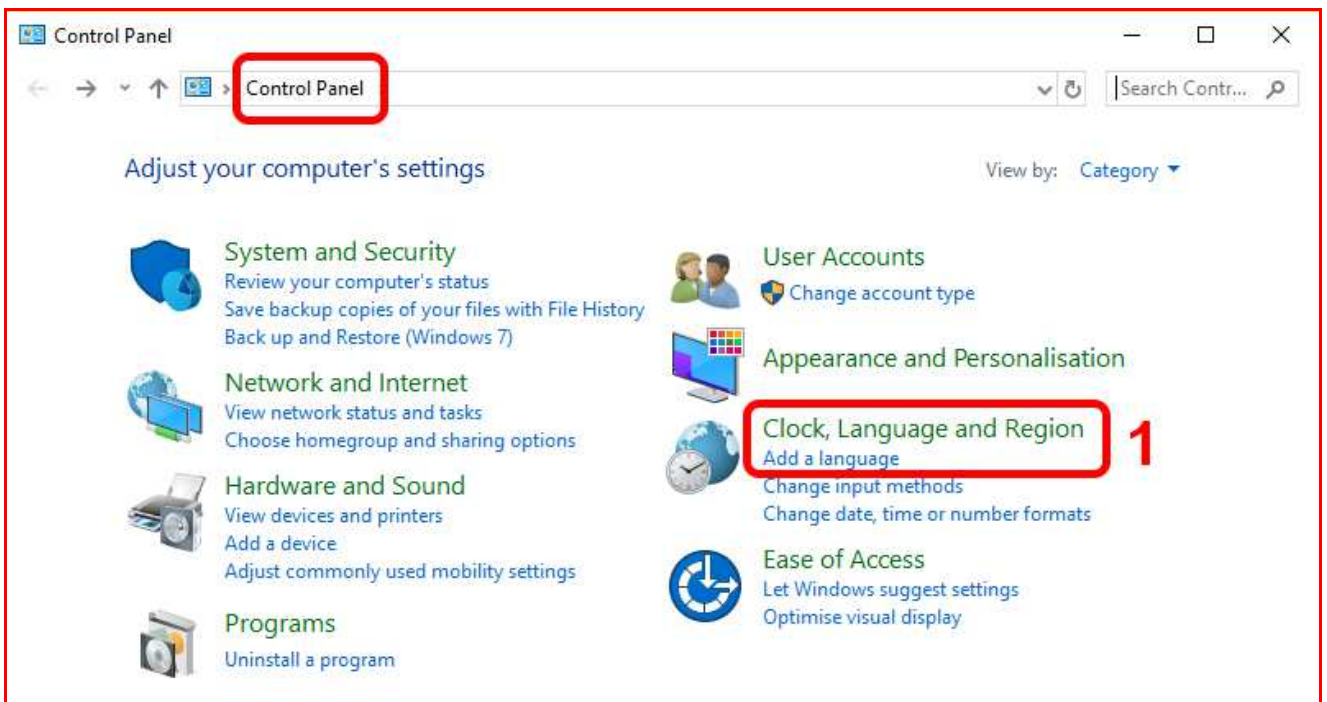 Control Panel
Control Panel
Search Contr...
Adjust your computer's settings
View by: Category
System and Security
Review your computer's status
Save backup copies of your files with File History
Back up and Restore (Windows 7)
Network and Internet
View network status and tasks
Choose homegroup and sharing options
Hardware and Sound
View devices and printers
Add a device
Adjust commonly used mobility settings
Programs
Uninstall a program
User Accounts
Change account type
Appearance and Personalisation
Clock, Language and Region
1
Add a language
Change input methods
Change date, time or number formats
Ease of Access
Let Windows suggest settings
Optimise visual display